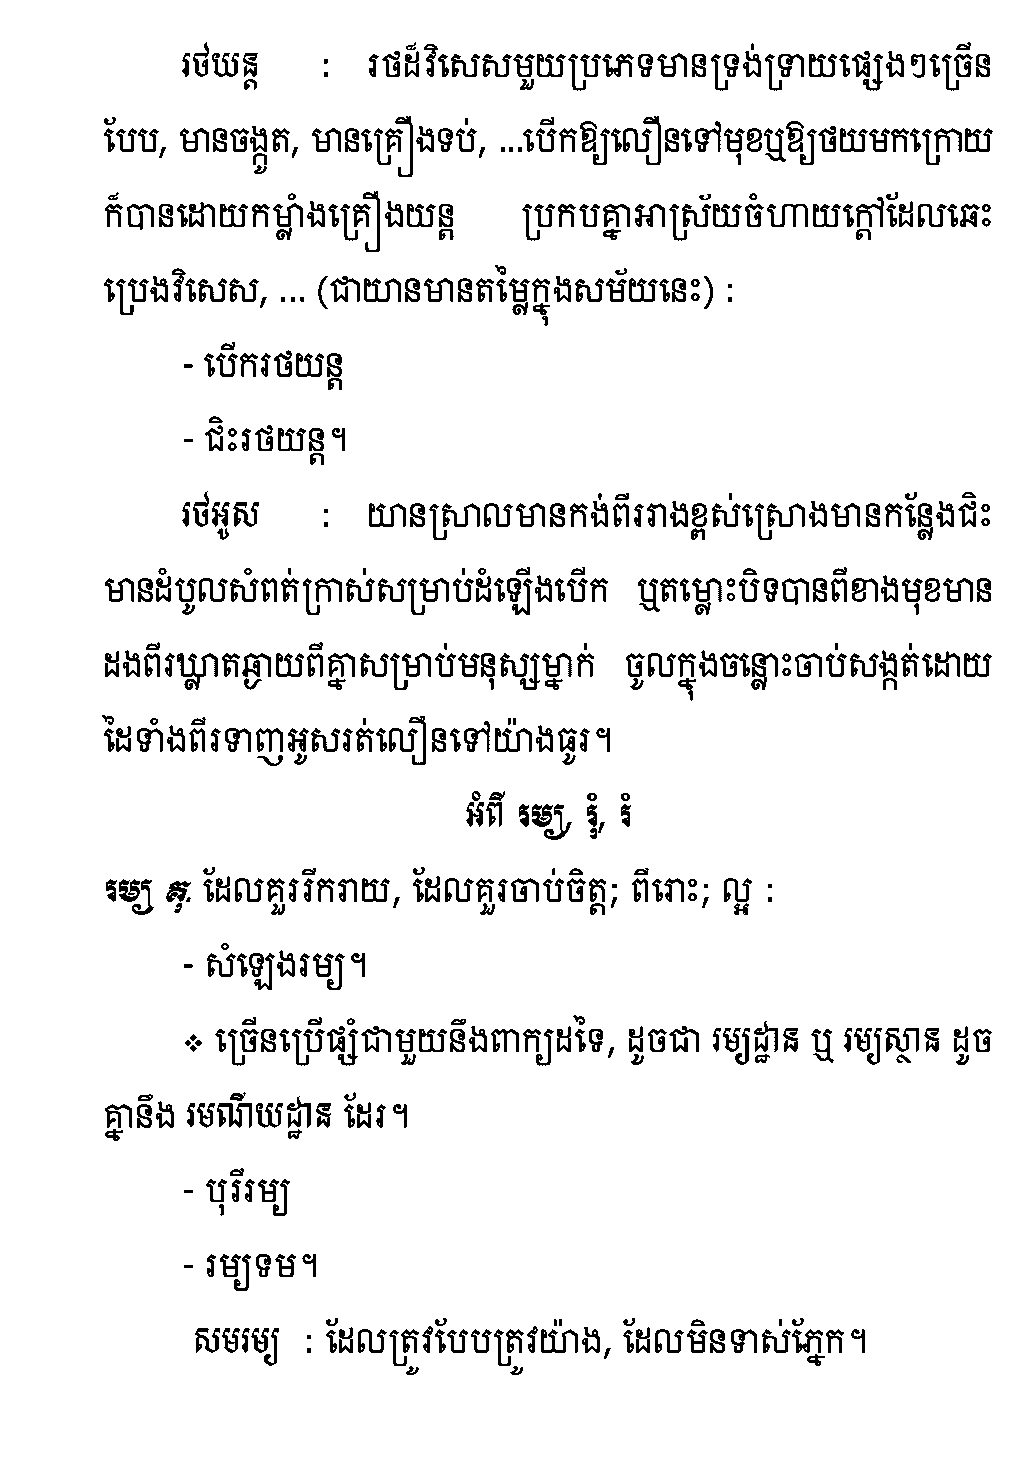 រថយន្ត : រថដ៏វិសេសមួយប្រភេទមានទ្រង់ទ្រាយផ្សេងៗច្រើន
បែប, មានចង្កូត, មានគ្រឿងទប់, ...បើកឱ្យលឿនទៅមុខឬឱ្យថយមកក្រោយ
ក៏បានដោយកម្លាំងគ្រឿងយន្ត ប្រកបគ្នាអាស្រ័យចំហាយក្ដៅដែលឆេះ
ប្រេងវិសេស, ... (ជាយានមានតម្លៃក្នុងសម័យនេះ) :
- បើករថយន្ត
- ជិះរថយន្ត។
រថអូស : យានស្រាលមានកង់ពីររាងខ្ពស់ស្រោងមានកន្លែងជិះ
មានដំបូលសំពត់ក្រាស់សម្រាប់ដំឡើងបើក ឬតម្លោះបិទបានពីខាងមុខមាន
ដងពីរឃ្លាតឆ្ងាយពីគ្នាសម្រាប់មនុស្សម្នាក់ ចូលក្នុងចន្លោះចាប់សង្កត់ដោយ
ដៃទាំងពីរទាញអូសរត់លឿនទៅយ៉ាងធូរ។
អំពី រម្យ, រុំ, រំ
រម្យ គុ. ដែលគួររីករាយ, ដែលគួរចាប់ចិត្ត; ពីរោះ; ល្អ :
- សំឡេងរម្យ។
❖ ច្រើនប្រើផ្សំជាមួយនឹងពាក្យដទៃ, ដូចជា រម្យដ្ឋាន ឬ រម្យស្ថាន ដូច
គ្នានឹង រមណីយដ្ឋាន ដែរ។
- បុរីរម្យ
- រម្យទម។
សមរម្យ : ដែលត្រូវបែបត្រូវយ៉ាង, ដែលមិនទាស់ភ្នែក។